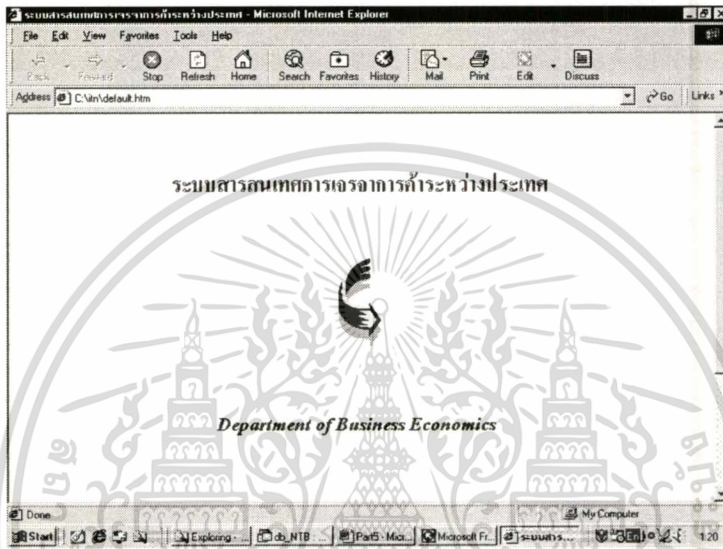 ระบบสารสนเทศการเจรจาการค้าระหว่างประเทศ - Microsoft Internet Explorer
File Edit View Favorites Tools Help
Back Forward Stop Refresh Home Search Favorites History Mail Print Edit Discuss
Address C:\itn\default.htm Go Links
ระบบสารสนเทศการเจรจาการค้าระหว่างประเทศ
Department of Business Economics
Done My Computer
Start Exploring - ... db_NTB : ... Part5 - Micr... Microsoft Fr... ระบบสาร... 1:20